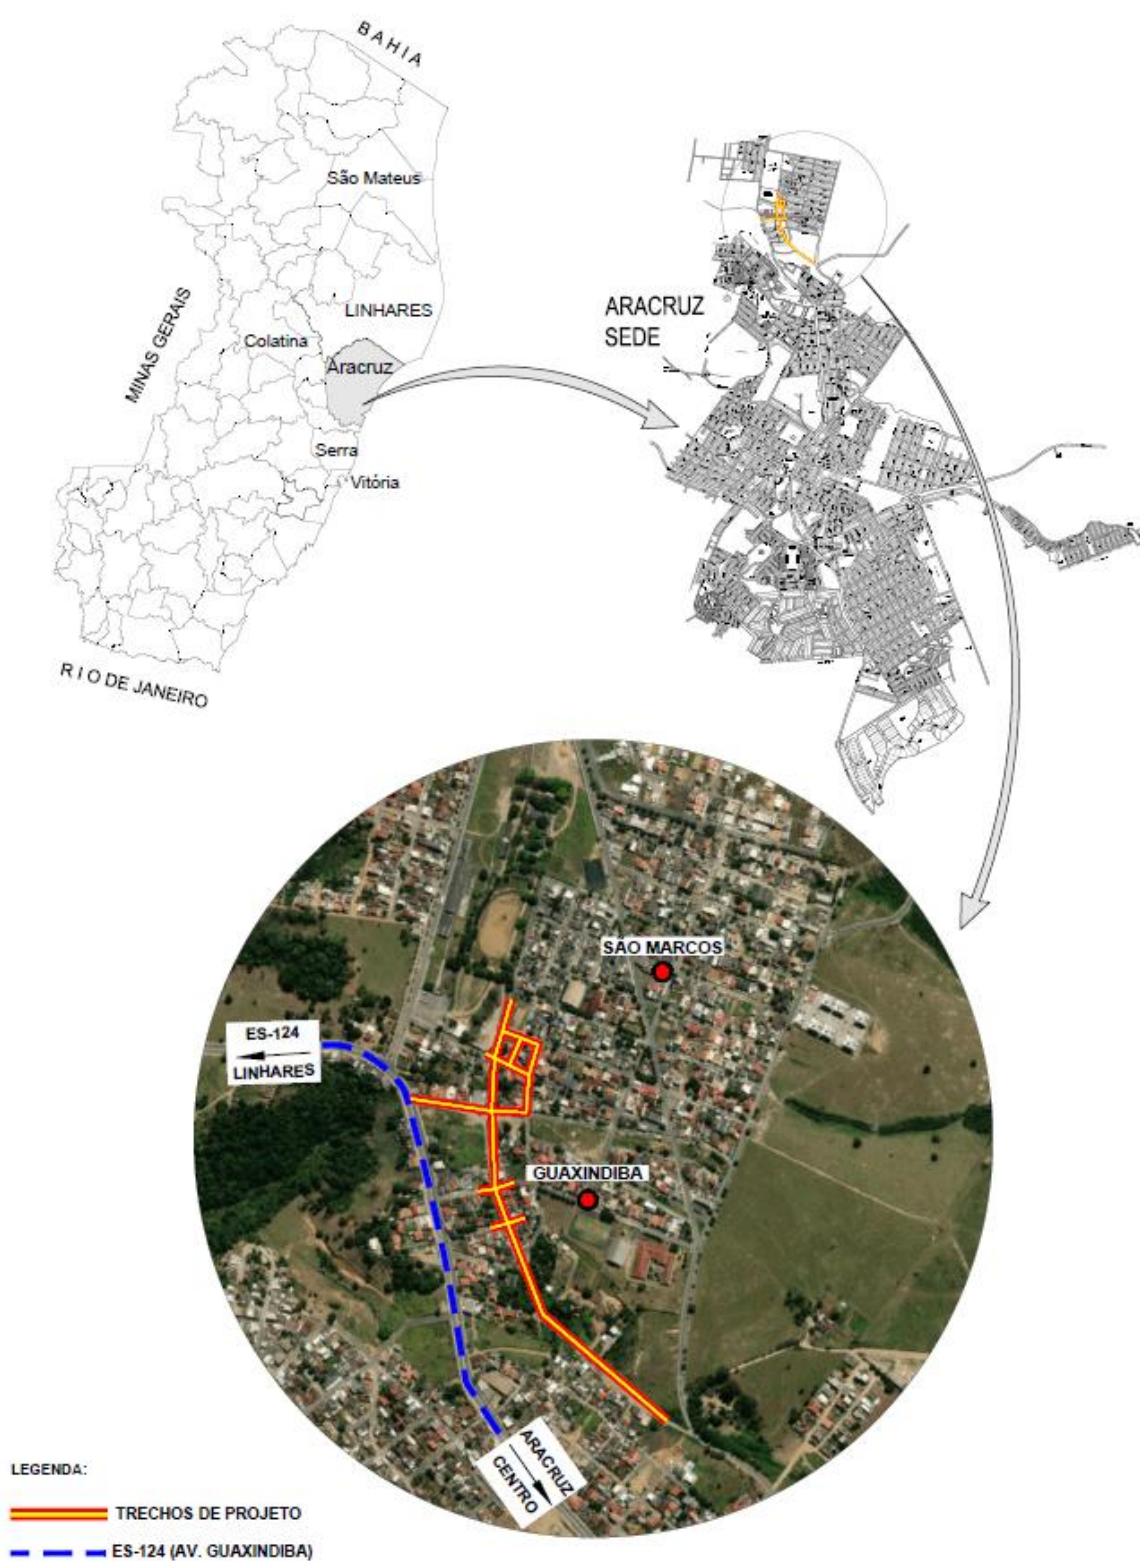 BAHIA
São Mateus
LINHARES
MINAS GERAIS
Colatina
Aracruz
Serra
Vitória
RIO DE JANEIRO
ARACRUZ
SEDE
SÃO MARCOS
ES-124
LINHARES
GUAXINDIBA
ARACRUZ
CENTRO
LEGENDA:
TRECHOS DE PROJETO
ES-124 (AV. GUAXINDIBA)